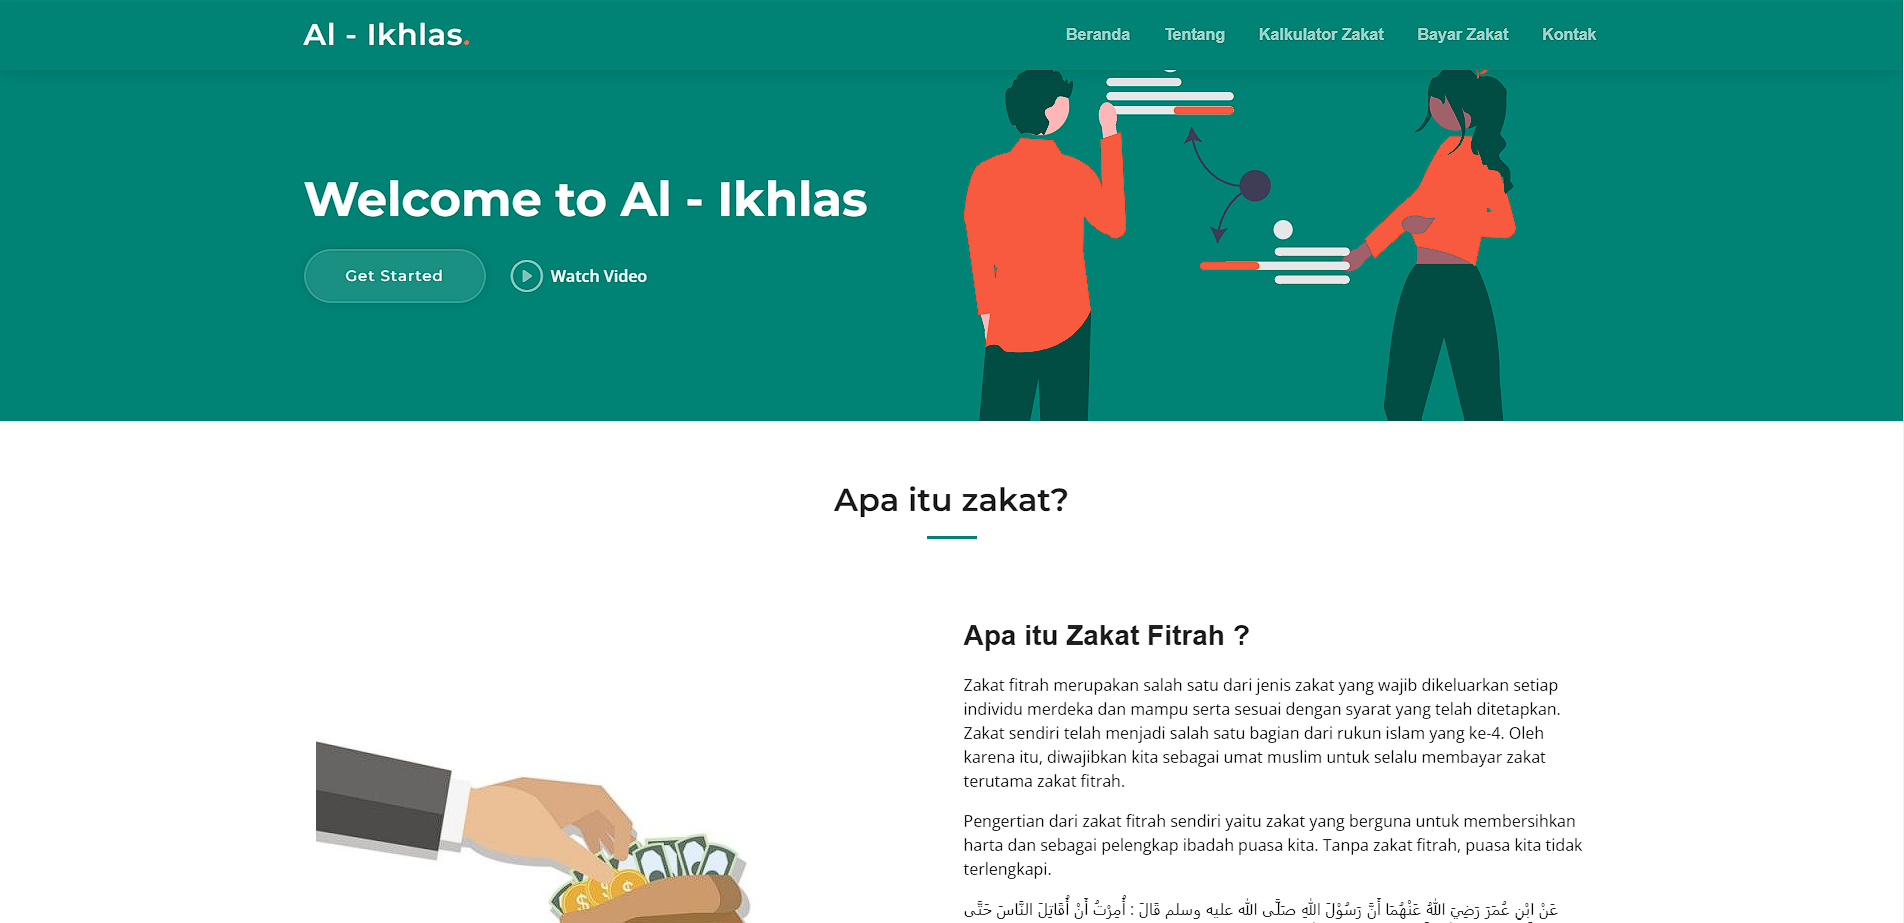 Al - Ikhlas.
Beranda Tentang Kalkulator Zakat Bayar Zakat Kontak
Welcome to Al - Ikhlas
Get Started Watch Video
Apa itu zakat?
Apa itu Zakat Fitrah ?
Zakat fitrah merupakan salah satu dari jenis zakat yang wajib dikeluarkan setiap
individu merdeka dan mampu serta sesuai dengan syarat yang telah ditetapkan.
Zakat sendiri telah menjadi salah satu bagian dari rukun islam yang ke-4. Oleh
karena itu, diwajibkan kita sebagai umat muslim untuk selalu membayar zakat
terutama zakat fitrah.
Pengertian dari zakat fitrah sendiri yaitu zakat yang berguna untuk membersihkan
harta dan sebagai pelengkap ibadah puasa kita. Tanpa zakat fitrah, puasa kita tidak
terlengkapi.
عَنْ ابْنِ عُمَرَ رَضِيَ اللهُ عَنْهُمَا أَنَّ رَسُوْلَ اللهِ صَلَّى الله عليه وسلم قَالَ : أُمِرْتُ أَنْ أُقَاتِلَ النَّاسَ حَتَّى